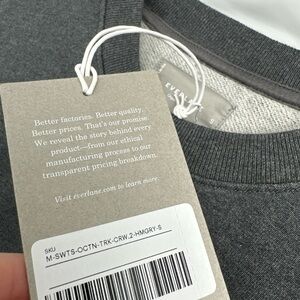 EVERLANE
S
Better factories. Better quality.
Better prices. That's our promise.
We reveal the story behind every
product—from our ethical
manufacturing process to our
transparent pricing breakdown.
Visit everlane.com to learn more.
SKU
M-SWTS-OCTN-TRK-CRW.2-HMGRY-S